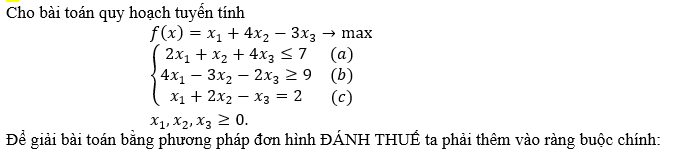 Cho bài toán quy hoạch tuyến tính
f(x) = x₁ + 4x₂ − 3x₃ → max
2x₁ + x₂ + 4x₃ ≤ 7 (a)
4x₁ − 3x₂ − 2x₃ ≥ 9 (b)
x₁ + 2x₂ − x₃ = 2 (c)
x₁, x₂, x₃ ≥ 0.
Để giải bài toán bằng phương pháp đơn hình ĐÁNH THUẾ ta phải thêm vào ràng buộc chính: